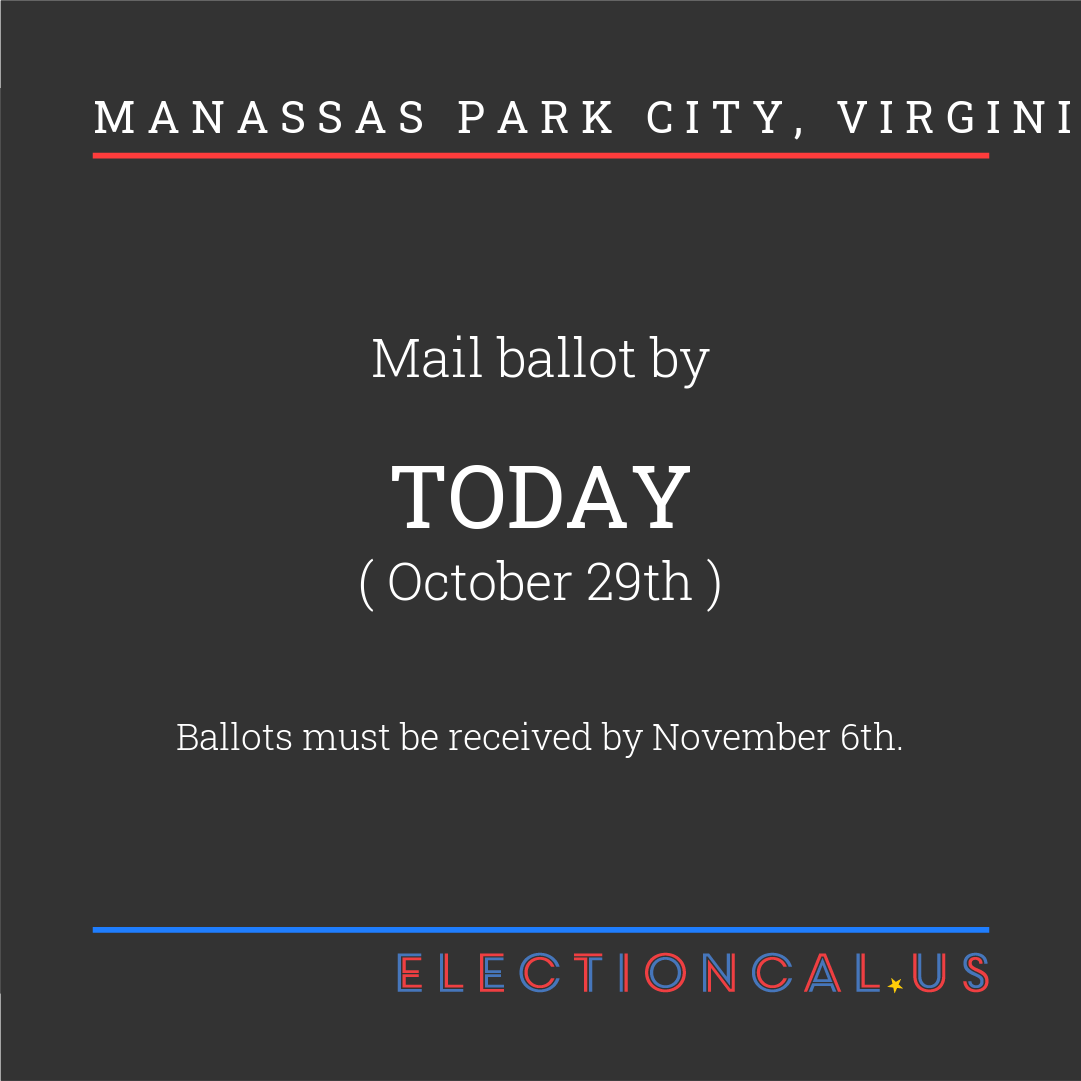 MANASSAS PARK CITY, VIRGINI
Mail ballot by
TODAY
( October 29th )
Ballots must be received by November 6th.
ELECTIONCAL.US